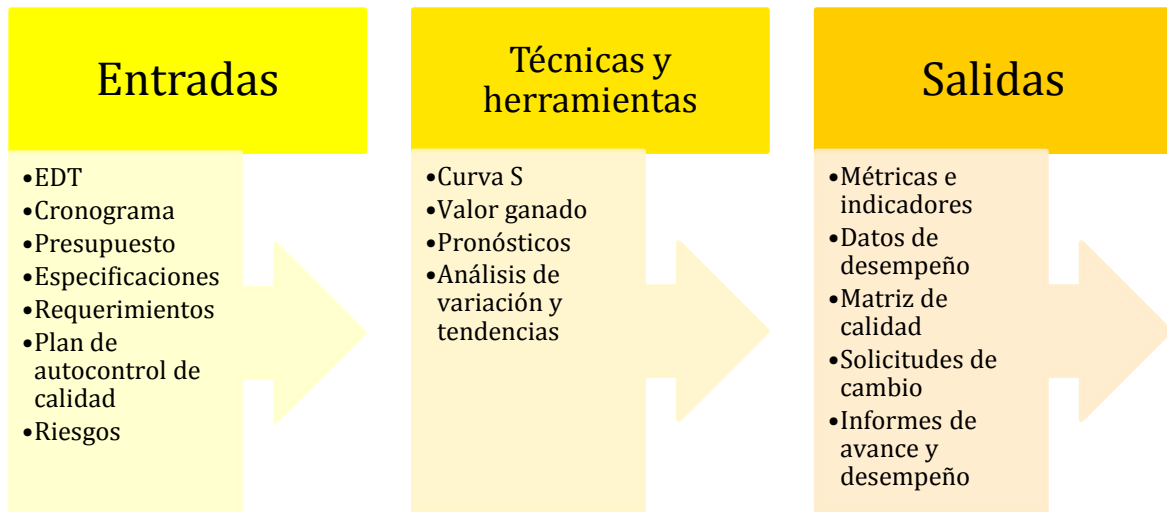 Entradas
•EDT
•Cronograma
•Presupuesto
•Especificaciones
•Requerimientos
•Plan de
autocontrol de
calidad
•Riesgos
Técnicas y
herramientas
•Curva S
•Valor ganado
•Pronósticos
•Análisis de
variación y
tendencias
Salidas
•Métricas e
indicadores
•Datos de
desempeño
•Matriz de
calidad
•Solicitudes de
cambio
•Informes de
avance y
desempeño